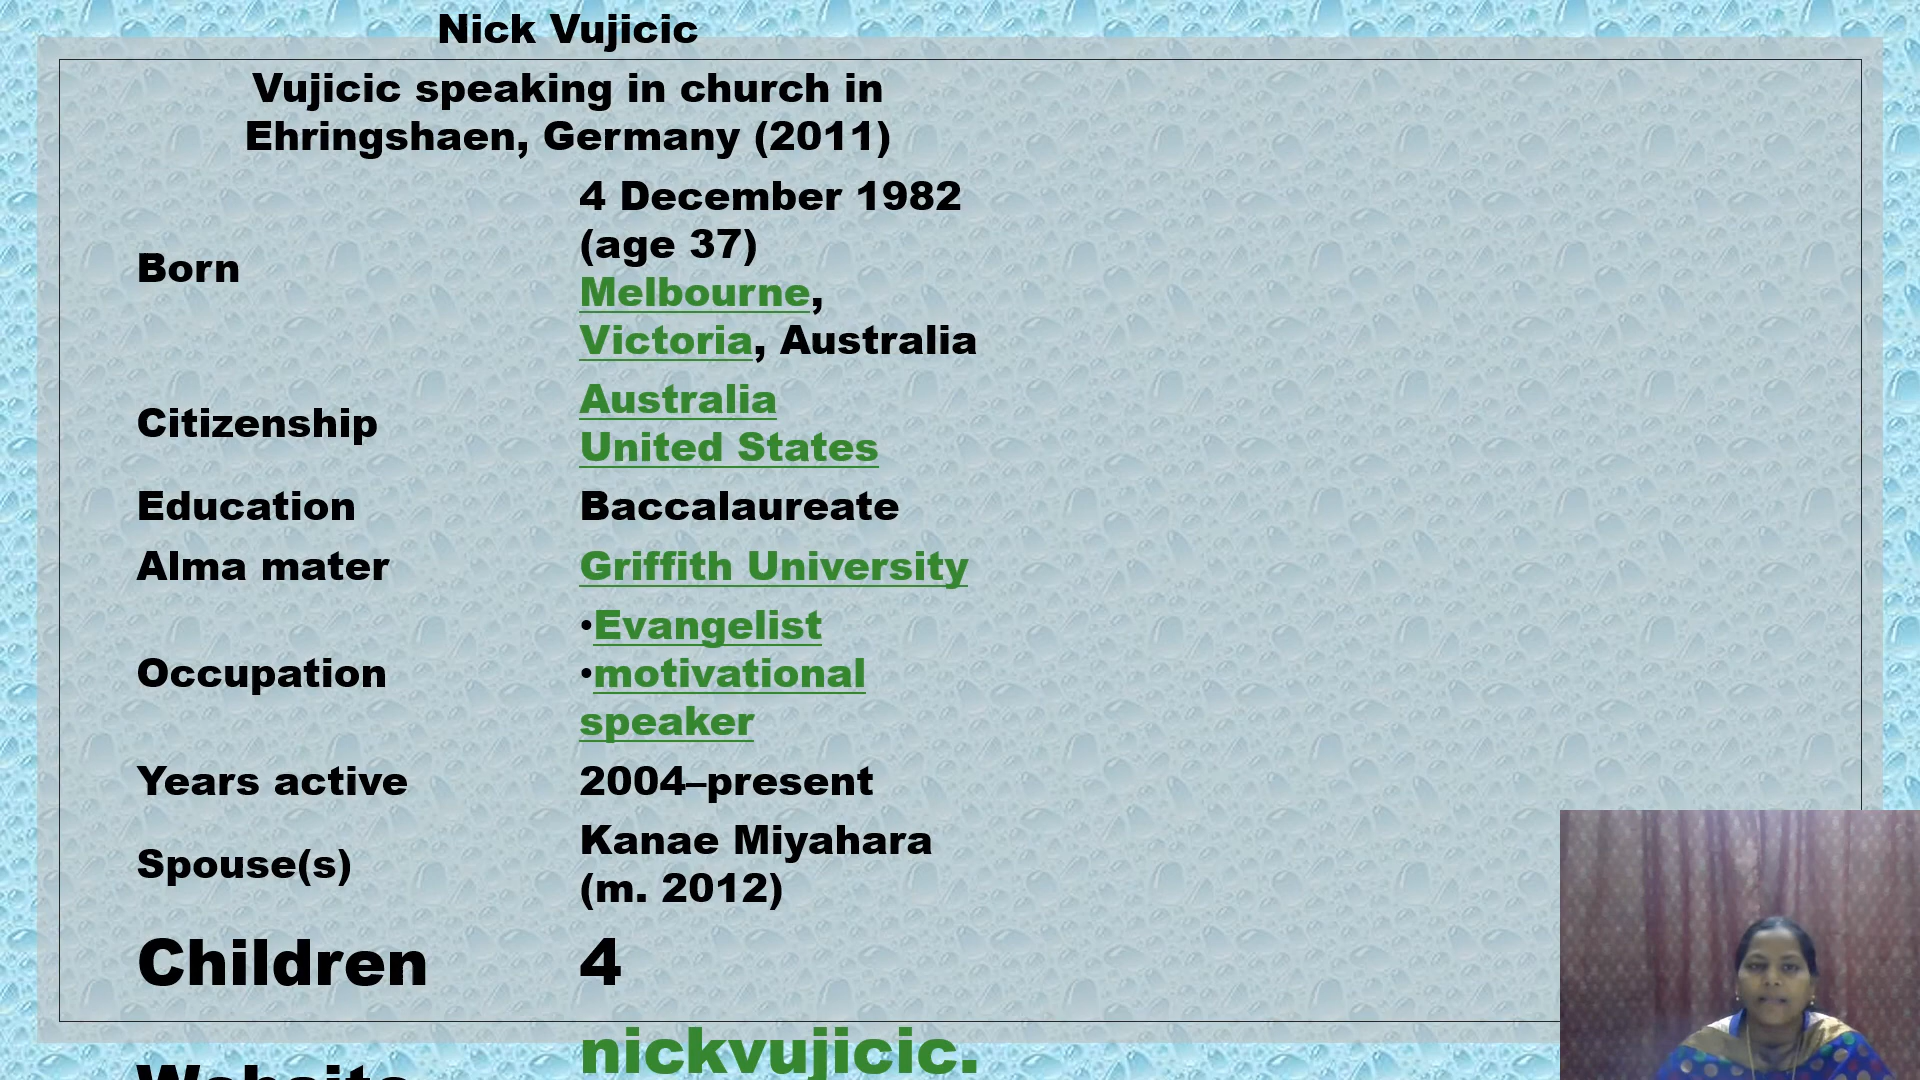 Nick Vujicic
Vujicic speaking in church in
Ehringshaen, Germany (2011)
Born
4 December 1982
(age 37)
Melbourne,
Victoria, Australia
Citizenship
Australia
United States
Education Baccalaureate
Alma mater Griffith University
Occupation
•Evangelist
•motivational
speaker
Years active 2004–present
Spouse(s)
Kanae Miyahara
(m. 2012)
Children 4
nickvujicic.
Website